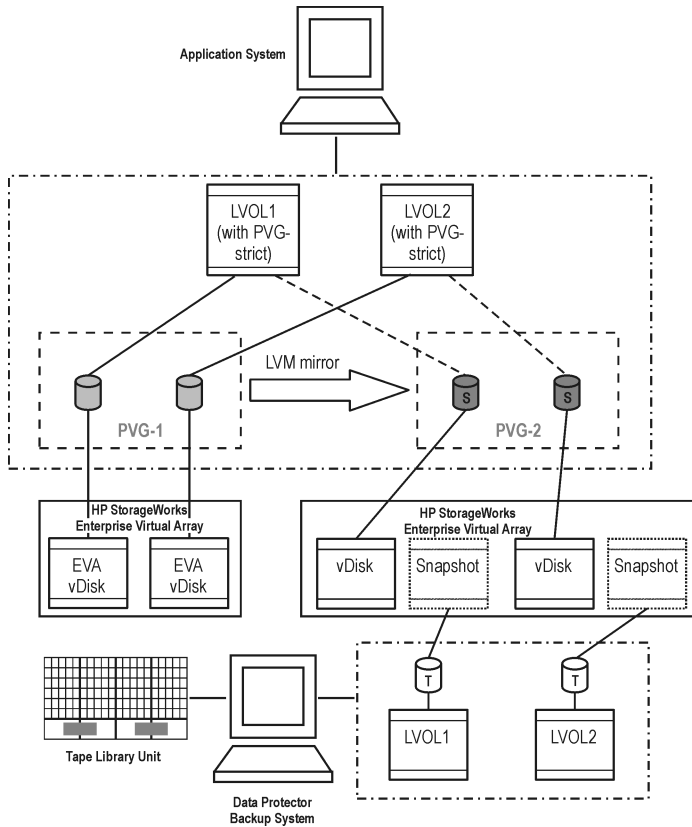 Application System
LVOL1
(with PVG-
strict)
LVOL2
(with PVG-
strict)
LVM mirror
S
S
PVG-1
PVG-2
HP StorageWorks
Enterprise Virtual Array
HP StorageWorks
Enterprise Virtual Array
EVA
vDisk
EVA
vDisk
vDisk
Snapshot
vDisk
Snapshot
T
T
LVOL1
LVOL2
Tape Library Unit
Data Protector
Backup System